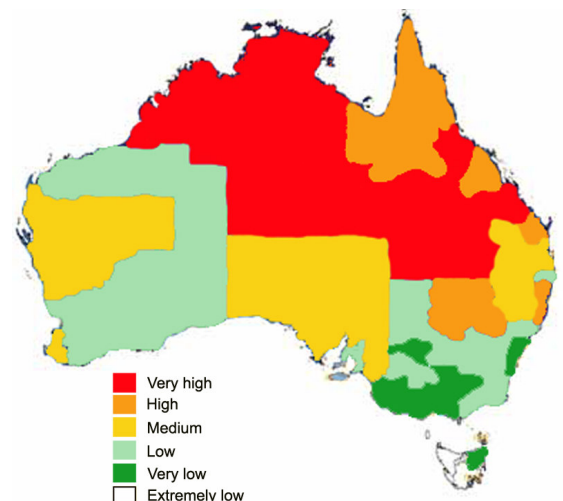 Very high
High
Medium
Low
Very low
Extremely low